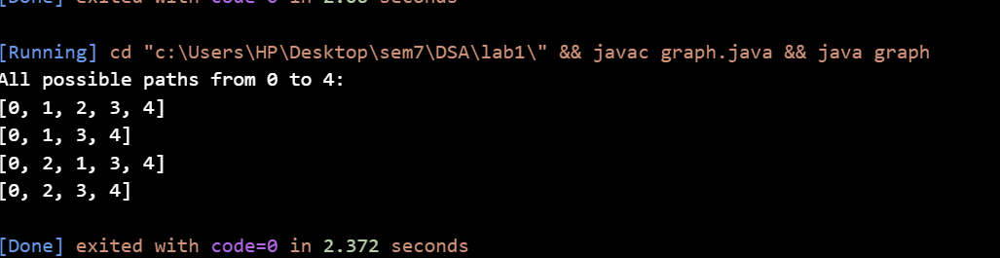 [Done] exited with code=0 in 2.06 seconds
[Running] cd "c:\Users\HP\Desktop\sem7\DSA\lab1\" && javac graph.java && java graph
All possible paths from 0 to 4:
[0, 1, 2, 3, 4]
[0, 1, 3, 4]
[0, 2, 1, 3, 4]
[0, 2, 3, 4]
[Done] exited with code=0 in 2.372 seconds